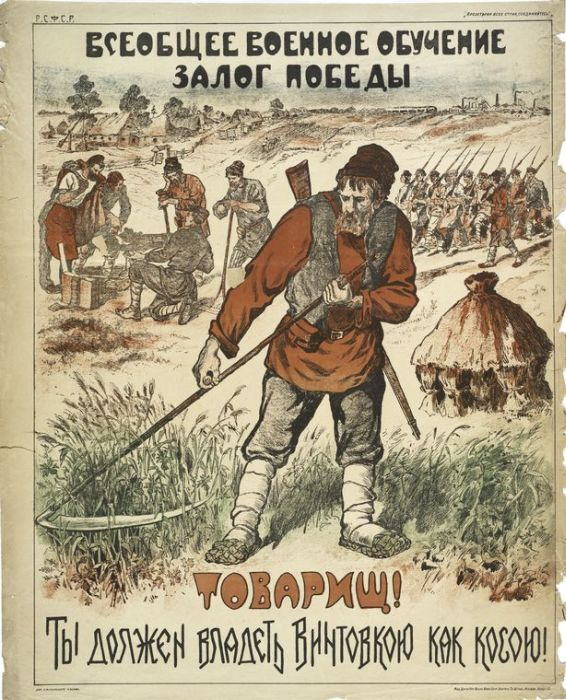 Р.С.Ф.С.Р.
„Пролетарии всех стран, соединяйтесь!"
ВСЕОБЩЕЕ ВОЕННОЕ ОБУЧЕНИЕ
ЗАЛОГ ПОБЕДЫ
ТОВАРИЩ!
ТЫ ДОЛЖЕН ВЛАДЕТЬ ВИНТОВКОЮ КАК КОСОЮ!